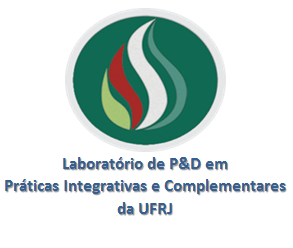 Laboratório de P&D em
Práticas Integrativas e Complementares
da UFRJ